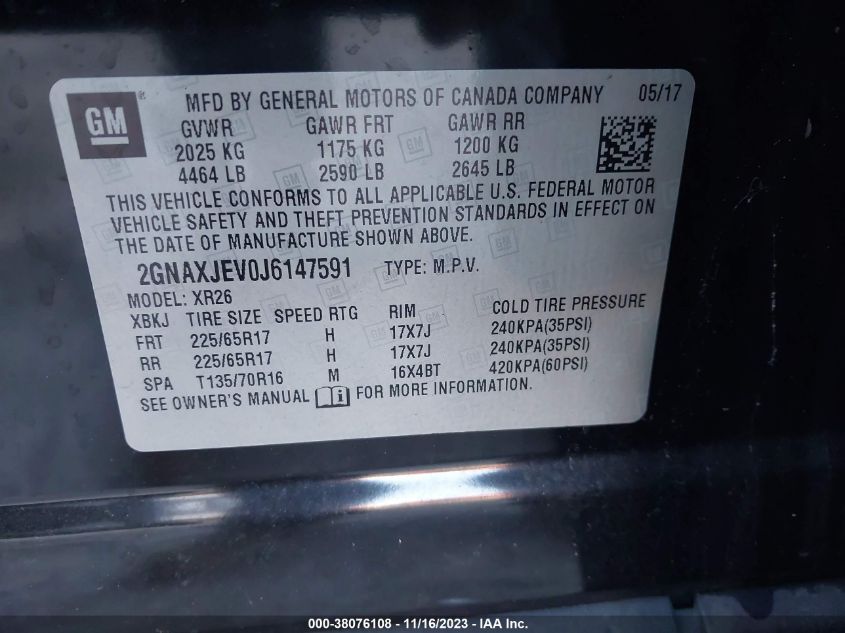 GM ® MFD BY GENERAL MOTORS OF CANADA COMPANY 05/17
GVWR GAWR FRT GAWR RR
2025 KG 1175 KG 1200 KG
4464 LB 2590 LB 2645 LB
THIS VEHICLE CONFORMS TO ALL APPLICABLE U.S. FEDERAL MOTOR
VEHICLE SAFETY AND THEFT PREVENTION STANDARDS IN EFFECT ON
THE DATE OF MANUFACTURE SHOWN ABOVE.
2GNAXJEV0J6147591 TYPE: M.P.V.
MODEL: XR26
XBKJ TIRE SIZE SPEED RTG RIM COLD TIRE PRESSURE
FRT 225/65R17 H 17X7J 240KPA(35PSI)
RR 225/65R17 H 17X7J 240KPA(35PSI)
SPA T135/70R16 M 16X4BT 420KPA(60PSI)
SEE OWNER'S MANUAL FOR MORE INFORMATION.
000-38076108 - 11/16/2023 - IAA Inc.